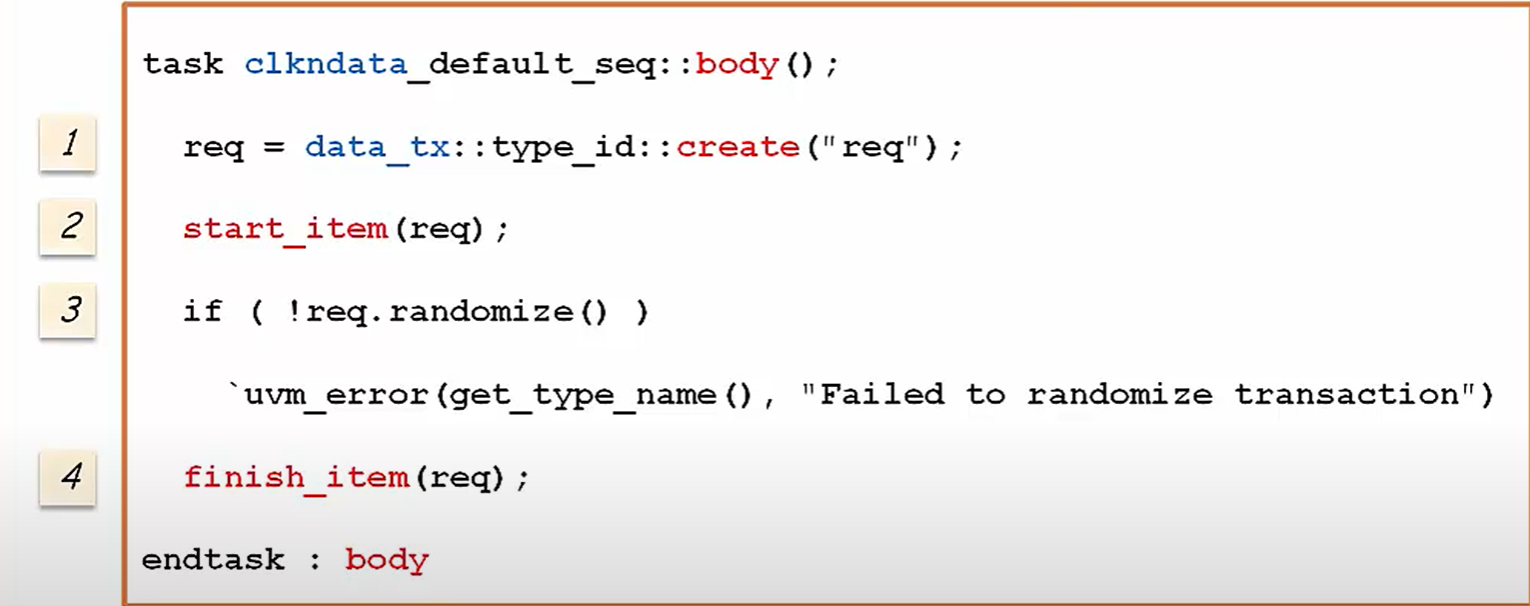 task clkndata_default_seq::body();
1 req = data_tx::type_id::create("req");
2 start_item(req);
3 if ( !req.randomize() )
`uvm_error(get_type_name(), "Failed to randomize transaction")
4 finish_item(req);
endtask : body